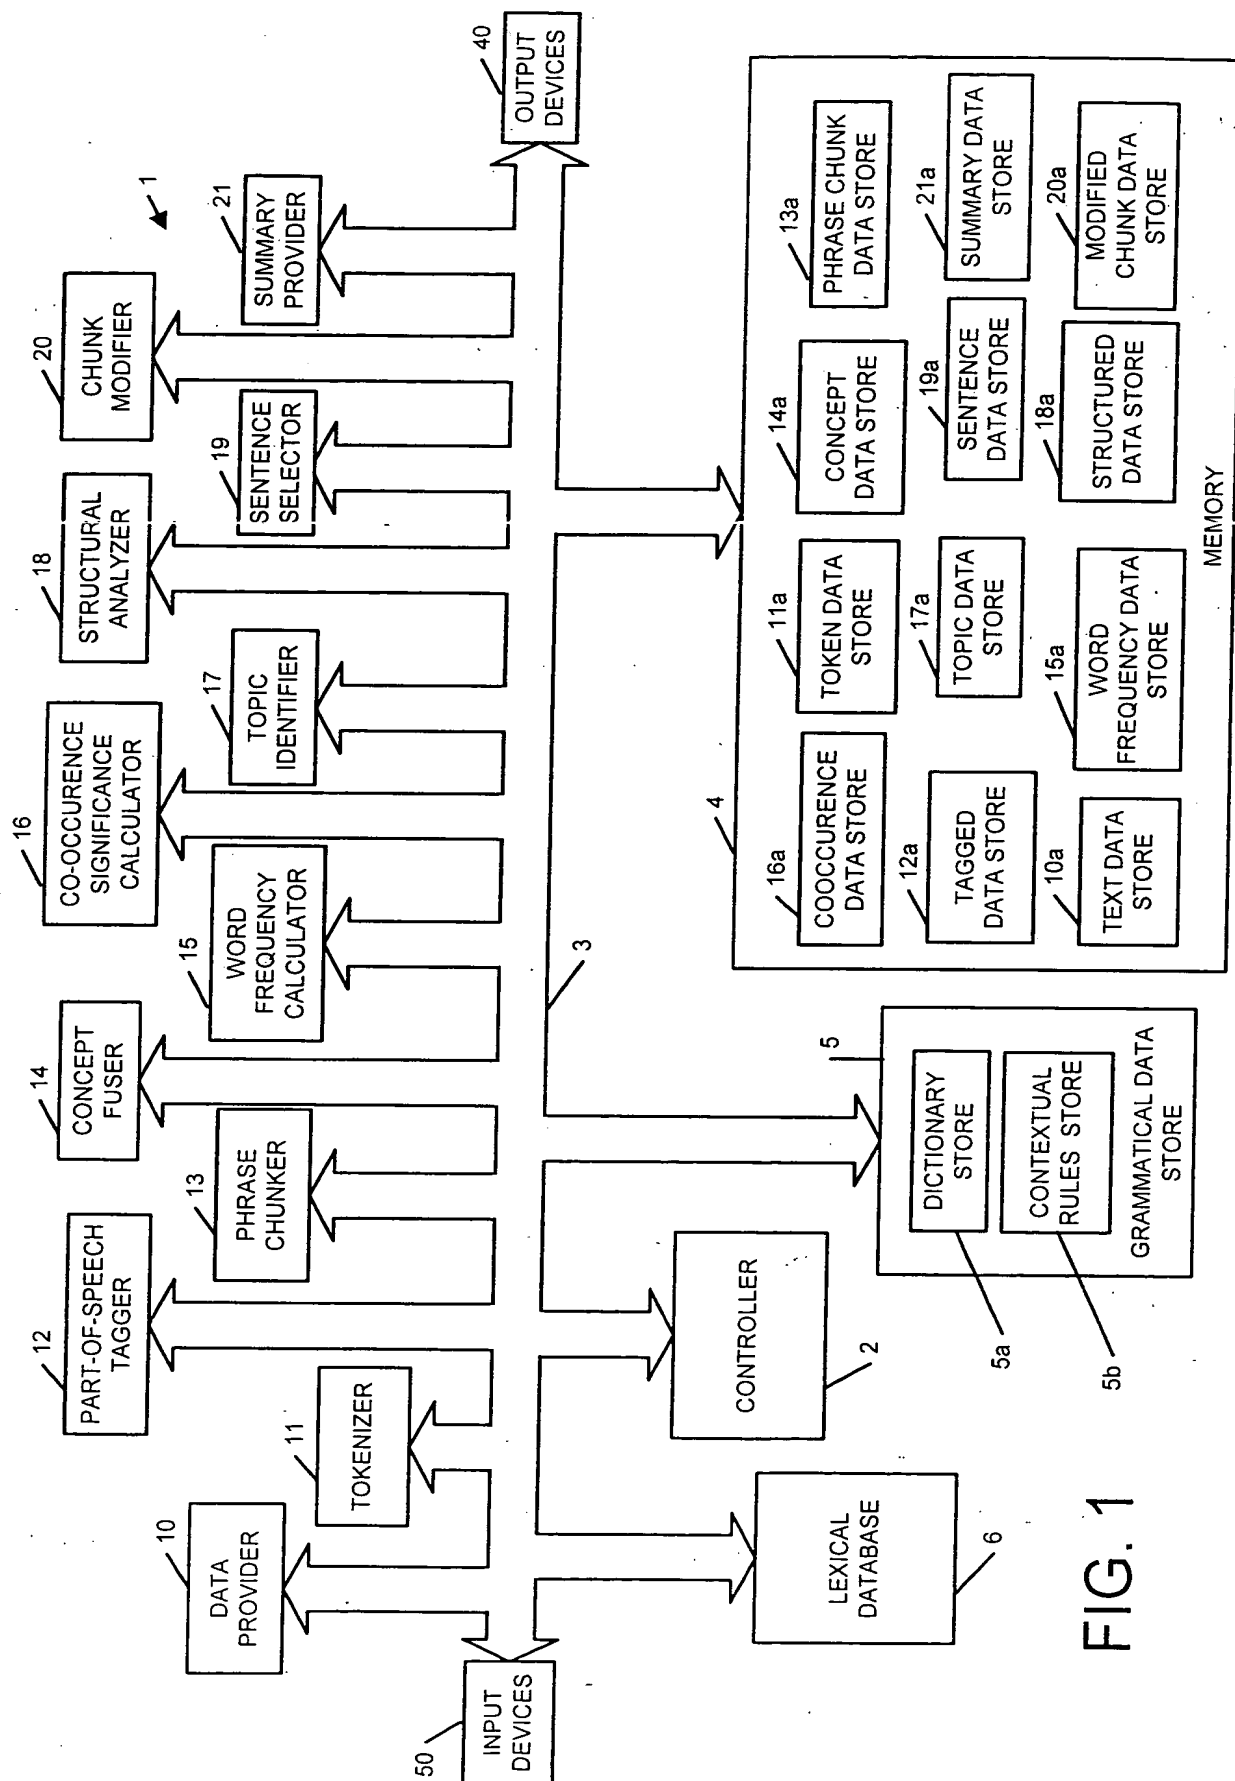 1
20
CHUNK
MODIFIER
21
SUMMARY
PROVIDER
40
OUTPUT
DEVICES
18
STRUCTURAL
ANALYZER
19
SENTENCE
SELECTOR
16
CO-OCCURENCE
SIGNIFICANCE
CALCULATOR
17
TOPIC
IDENTIFIER
14
CONCEPT
FUSER
15
WORD
FREQUENCY
CALCULATOR
12
PART-OF-SPEECH
TAGGER
13
PHRASE
CHUNKER
10
DATA
PROVIDER
11
TOKENIZER
50
INPUT
DEVICES
3
LEXICAL
DATABASE
6
CONTROLLER
2
5
DICTIONARY
STORE
CONTEXTUAL
RULES STORE
GRAMMATICAL DATA
STORE
5a
5b
4
16a
COOCCURENCE
DATA STORE
11a
TOKEN DATA
STORE
14a
CONCEPT
DATA STORE
13a
PHRASE CHUNK
DATA STORE
12a
TAGGED
DATA STORE
17a
TOPIC DATA
STORE
19a
SENTENCE
DATA STORE
21a
SUMMARY DATA
STORE
10a
TEXT DATA
STORE
15a
WORD
FREQUENCY DATA
STORE
18a
STRUCTURED
DATA STORE
20a
MODIFIED
CHUNK DATA
STORE
MEMORY
FIG. 1